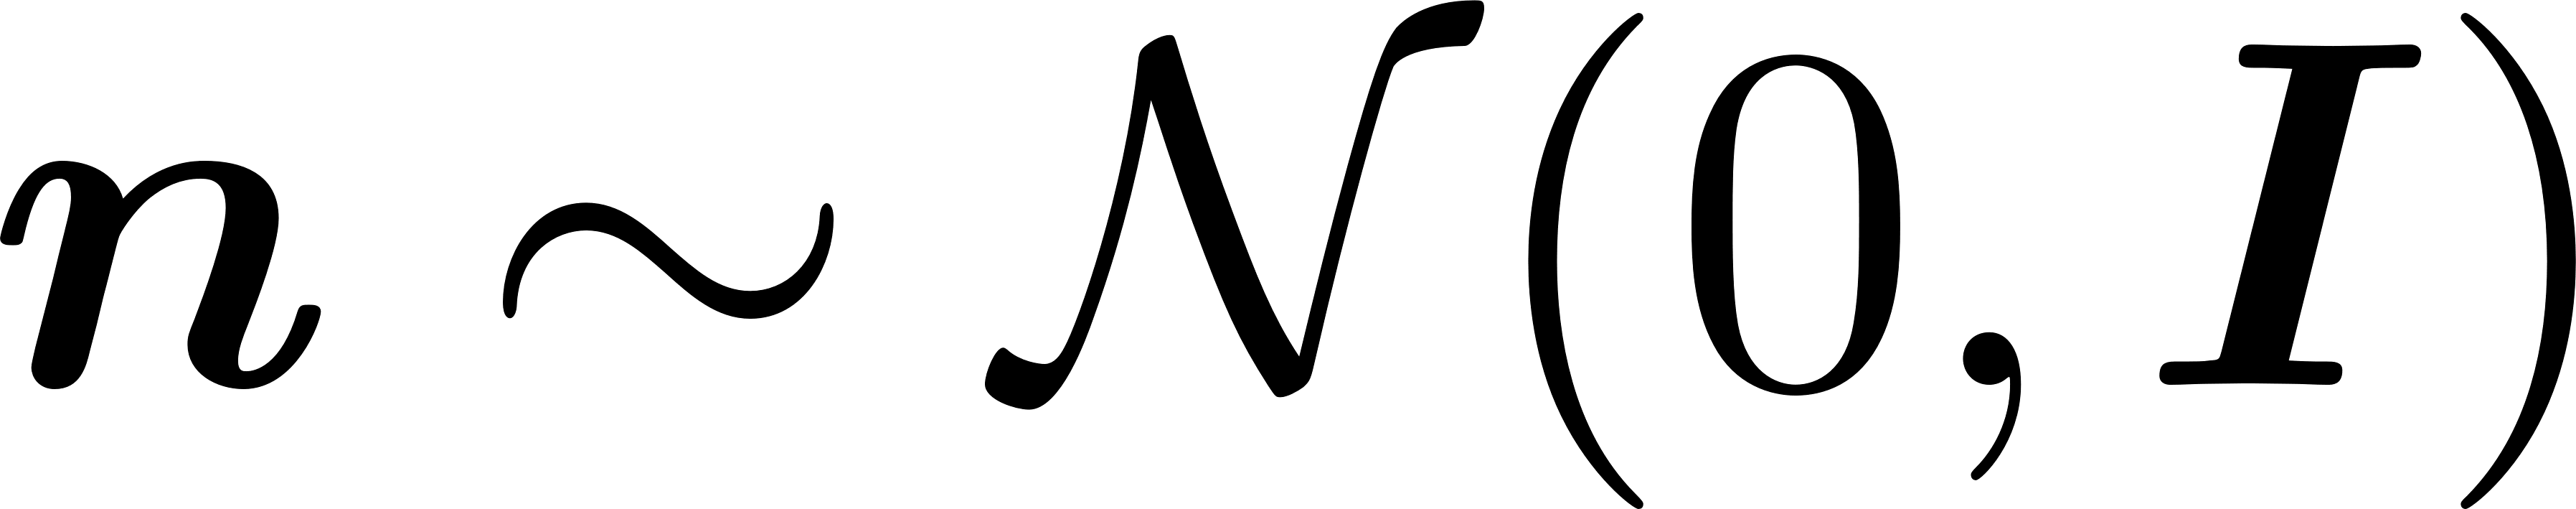 𝒏 ∼ 𝒩(0, 𝑰)